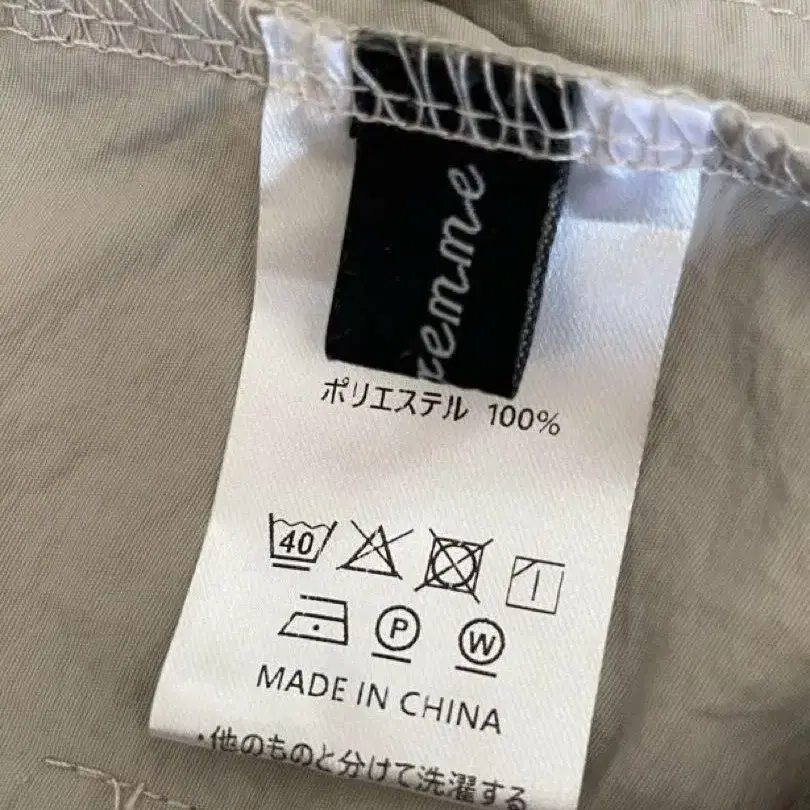 emme
ポリエステル 100%
40
P W
MADE IN CHINA
・他のものと分けて洗濯する